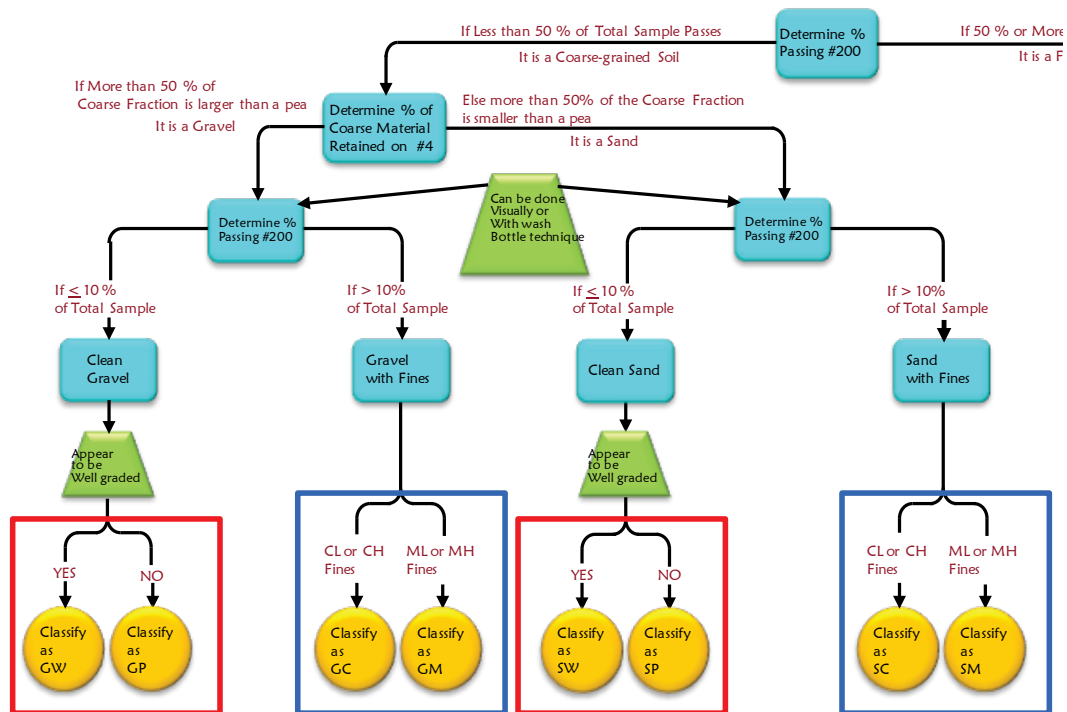 If Less than 50 % of Total Sample Passes
It is a Coarse-grained Soil
Determine %
Passing #200
If 50 % or More
It is a F
If More than 50 % of
Coarse Fraction is larger than a pea
It is a Gravel
Determine % of
Coarse Material
Retained on #4
Else more than 50% of the Coarse Fraction
is smaller than a pea
It is a Sand
Determine %
Passing #200
Can be done
Visually or
With wash
Bottle technique
Determine %
Passing #200
If < 10 %
of Total Sample
If > 10%
of Total Sample
If < 10 %
of Total Sample
If > 10%
of Total Sample
Clean
Gravel
Gravel
with Fines
Clean Sand
Sand
with Fines
Appear
to be
Well graded
Appear
to be
Well graded
YES
NO
CL or CH
Fines
ML or MH
Fines
YES
NO
CL or CH
Fines
ML or MH
Fines
Classify
as
GW
Classify
as
GP
Classify
as
GC
Classify
as
GM
Classify
as
SW
Classify
as
SP
Classify
as
SC
Classify
as
SM